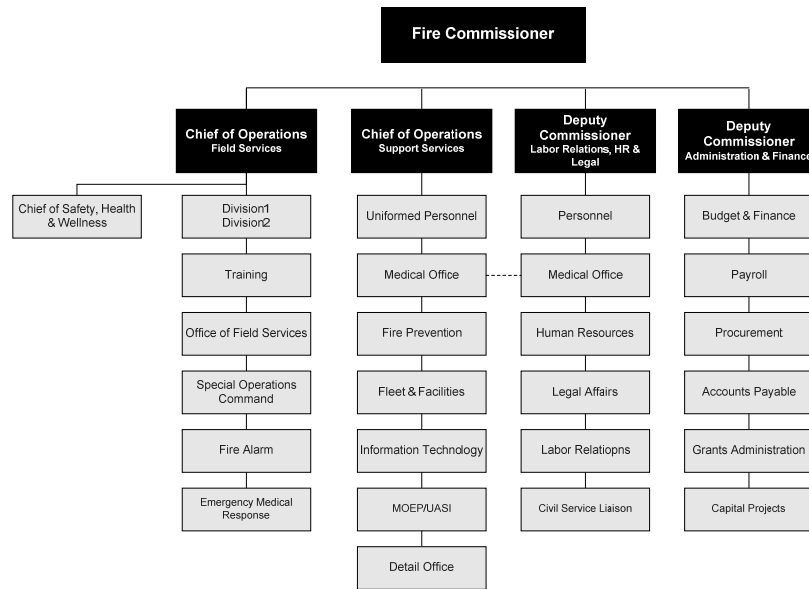 Fire Commissioner
Chief of Operations
Field Services
Chief of Operations
Support Services
Deputy
Commissioner
Labor Relations, HR &
Legal
Deputy
Commissioner
Administration & Finance
Chief of Safety, Health
& Wellness
Division1
Division2
Uniformed Personnel
Personnel
Budget & Finance
Training
Medical Office
Medical Office
Payroll
Office of Field Services
Fire Prevention
Human Resources
Procurement
Special Operations
Command
Fleet & Facilities
Legal Affairs
Accounts Payable
Fire Alarm
Information Technology
Labor Relatiopns
Grants Administration
Emergency Medical
Response
MOEP/UASI
Civil Service Liaison
Capital Projects
Detail Office